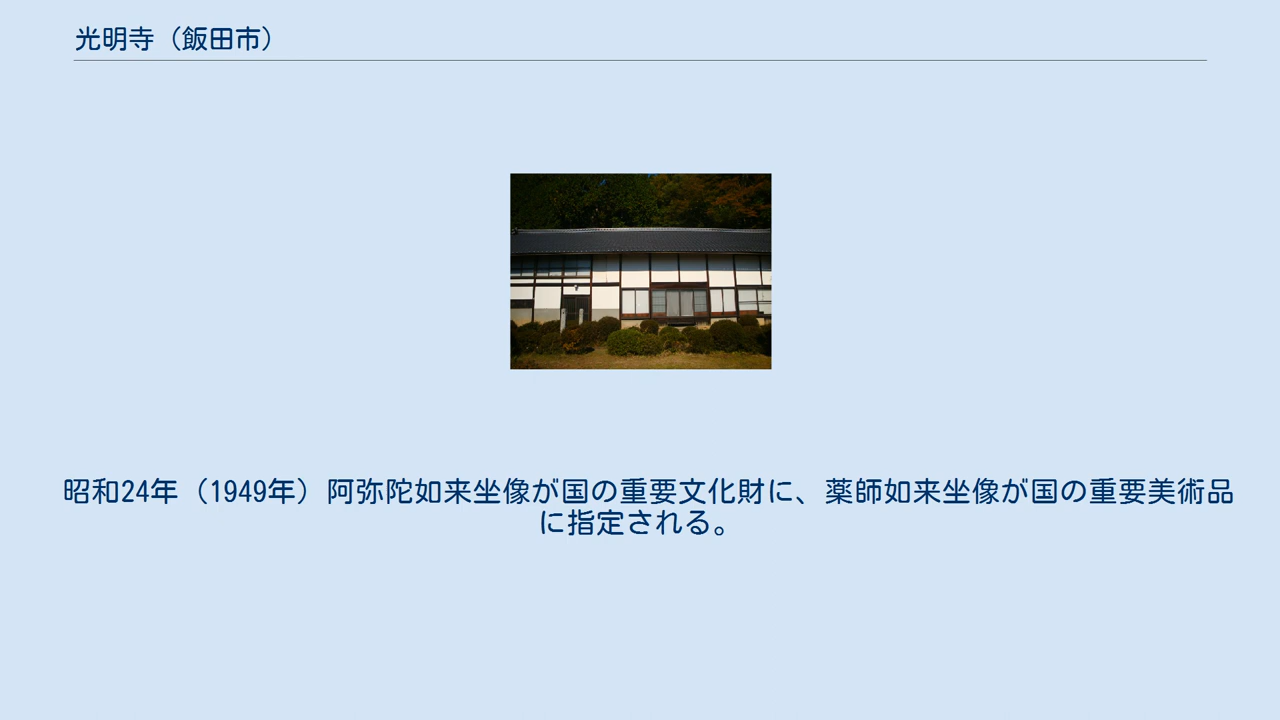 光明寺（飯田市）
昭和24年（1949年）阿弥陀如来坐像が国の重要文化財に、薬師如来坐像が国の重要美術品
に指定される。